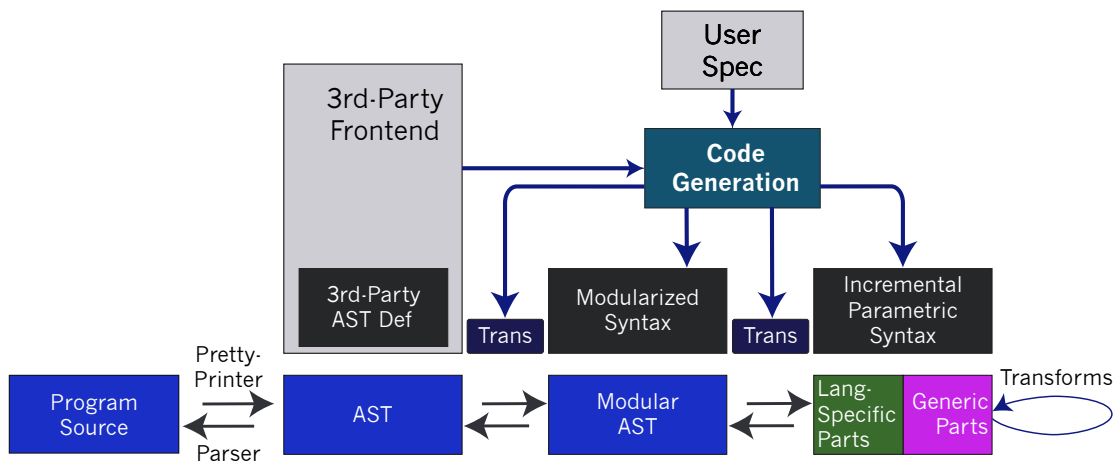 User
Spec
3rd-Party
Frontend
Code
Generation
3rd-Party
AST Def
Trans
Modularized
Syntax
Trans
Incremental
Parametric
Syntax
Pretty-
Printer
Parser
Program
Source
AST
Modular
AST
Lang-
Specific
Parts
Generic
Parts
Transforms